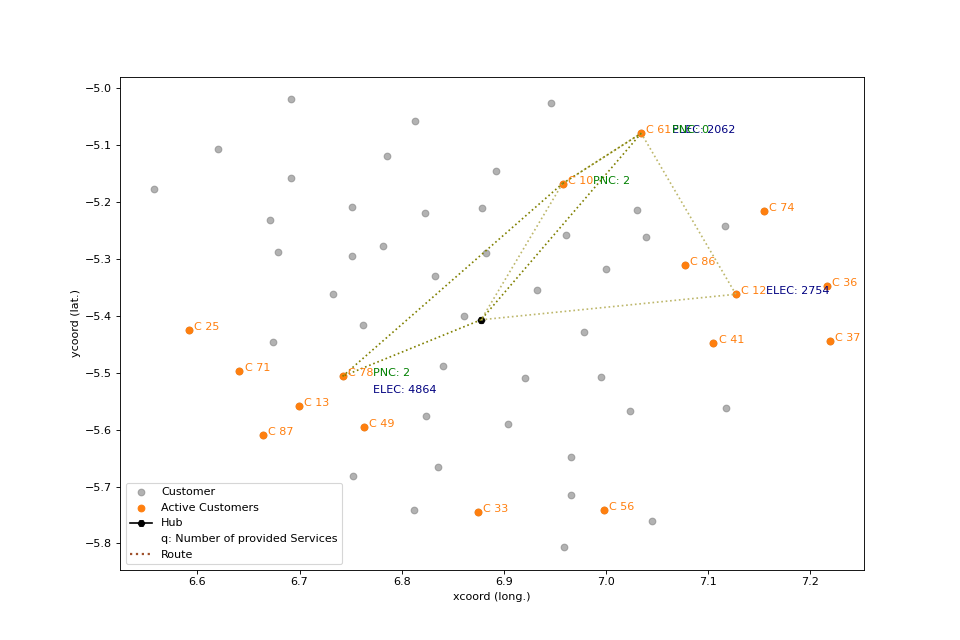 −5.0
−5.1
−5.2
−5.3
−5.4
−5.5
−5.6
−5.7
−5.8
ycoord (lat.)
C 61 ELEC: 2062
C 10 PNC: 2
C 74
C 86
C 36
C 12 ELEC: 2754
C 25
C 41
C 37
C 71
C 78 PNC: 2
ELEC: 4864
C 13
C 49
C 87
C 33
C 56
Customer
Active Customers
Hub
q: Number of provided Services
Route
6.6 6.7 6.8 6.9 7.0 7.1 7.2
xcoord (long.)